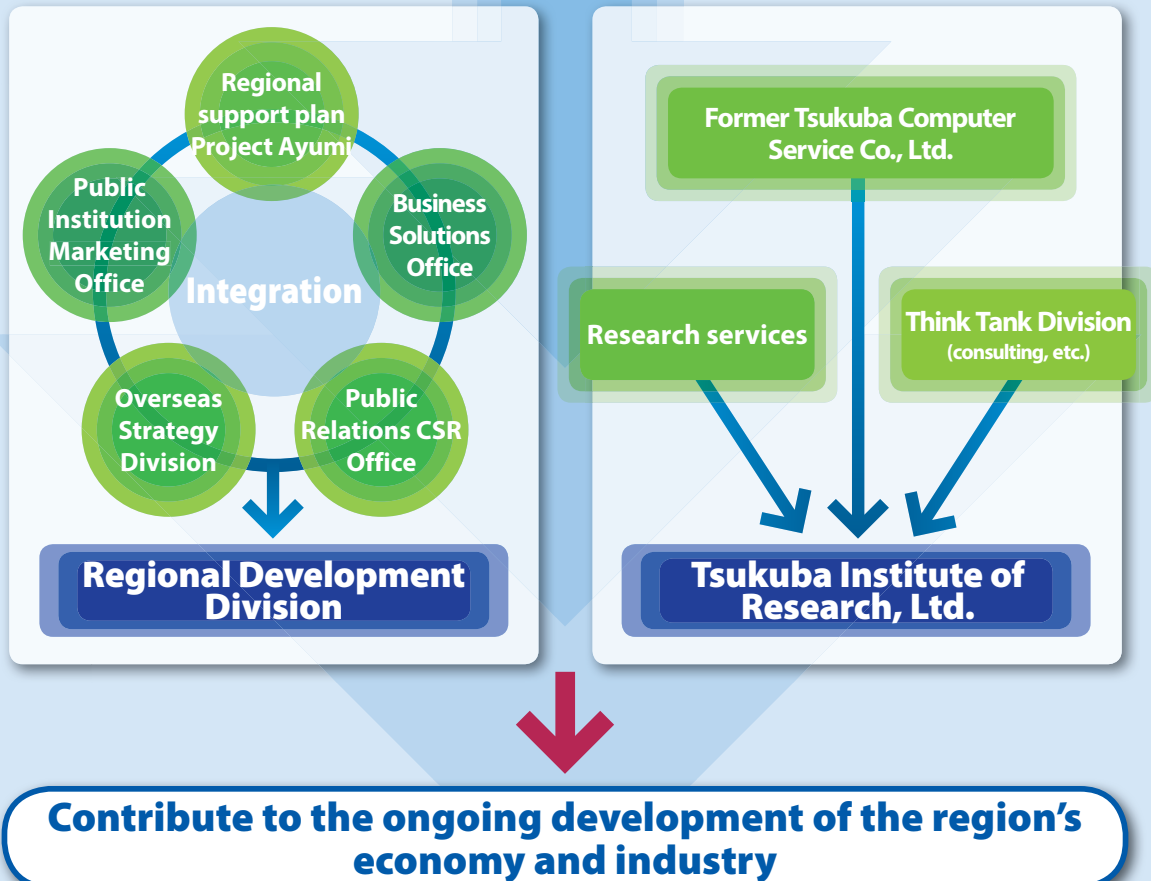 Regional
support plan
Project Ayumi
Public
Institution
Marketing
Office
Business
Solutions
Office
Integration
Overseas
Strategy
Division
Public
Relations CSR
Office
Regional Development
Division
Former Tsukuba Computer
Service Co., Ltd.
Research services
Think Tank Division
(consulting, etc.)
Tsukuba Institute of
Research, Ltd.
Contribute to the ongoing development of the region’s
economy and industry